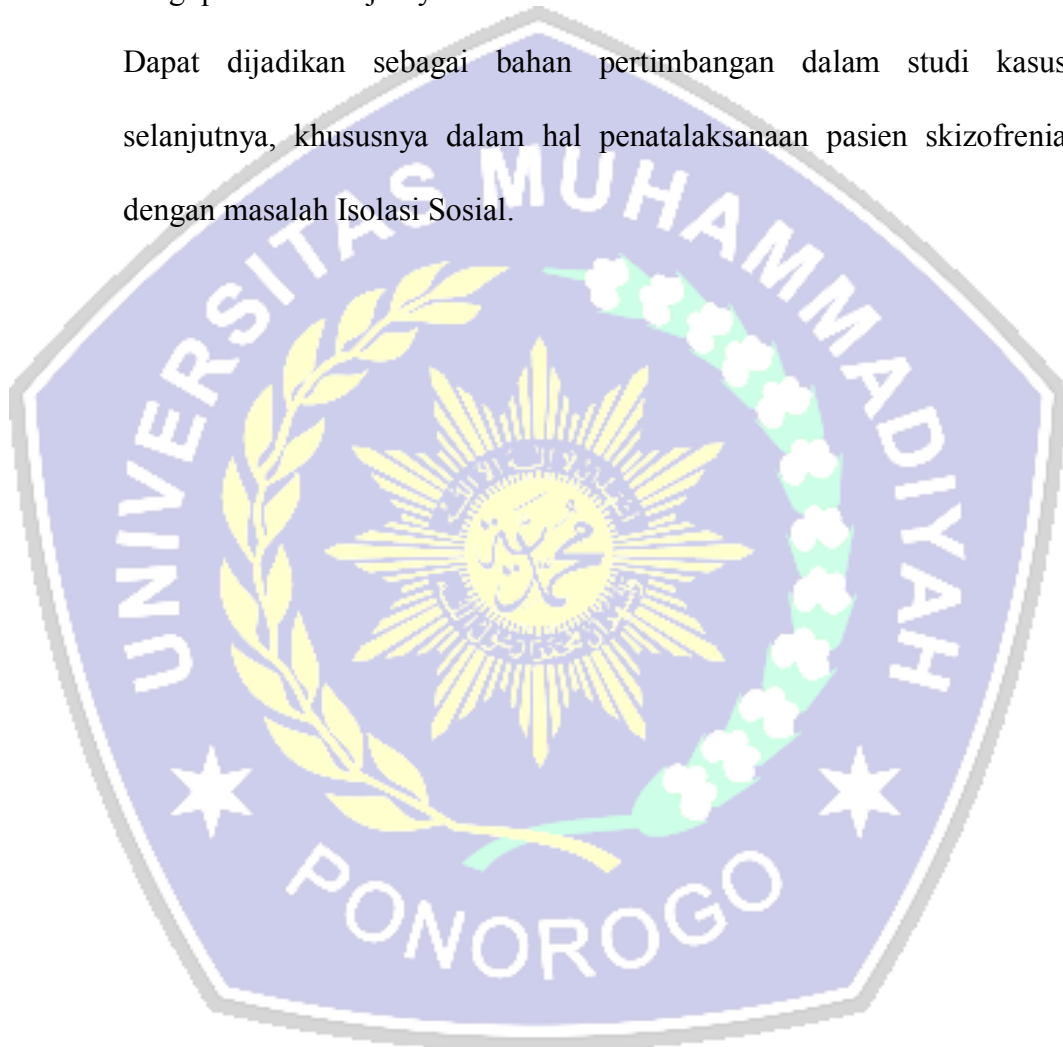 Dapat dijadikan sebagai bahan pertimbangan dalam studi kasus
selanjutnya, khususnya dalam hal penatalaksanaan pasien skizofrenia
dengan masalah Isolasi Sosial.
UNIVERSITAS MUHAMMADIYAH
محمد
PONOROGO